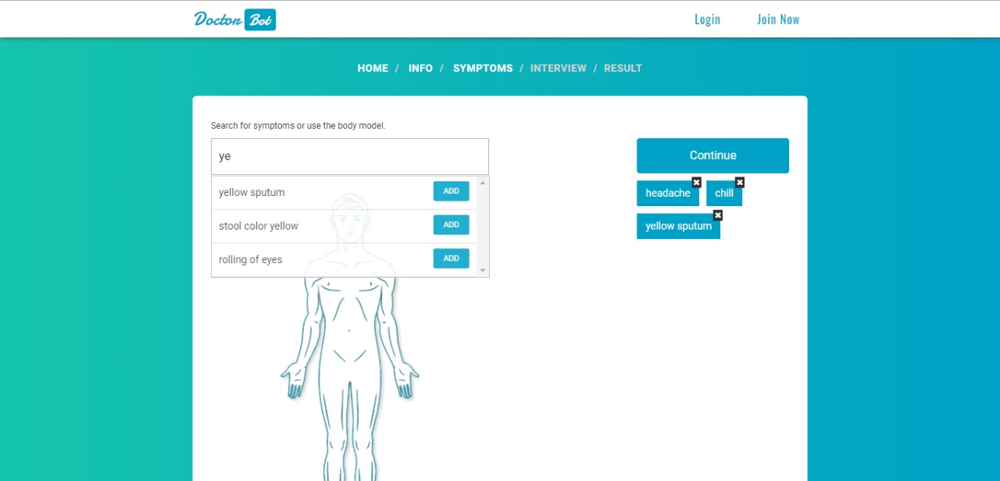 Doctor Bot Login Join Now
HOME / INFO / SYMPTOMS / INTERVIEW / RESULT
Search for symptoms or use the body model.
ye
Continue
yellow sputum ADD
stool color yellow ADD
rolling of eyes ADD
headache chill
yellow sputum